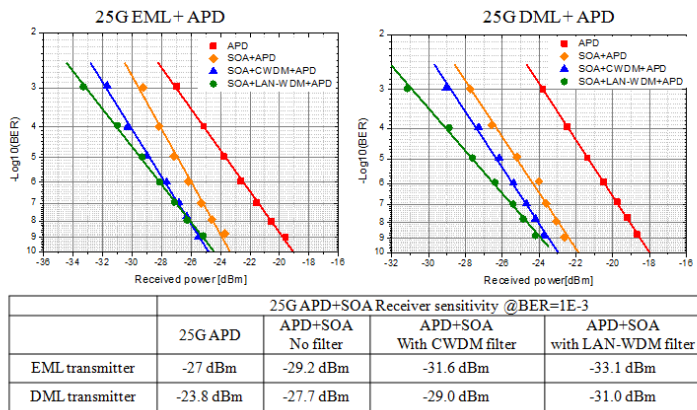 25G EML+ APD
25G DML+ APD
2
3
4
5
6
7
8
9
10
-Log10(BER)
APD
SOA+APD
SOA+CWDM+APD
SOA+LAN-WDM+APD
-36 -34 -32 -30 -28 -26 -24 -22 -20 -18 -16
Received power[dBm]
2
3
4
5
6
7
8
9
10
-Log10(BER)
APD
SOA+APD
SOA+CWDM+APD
SOA+LAN-WDM+APD
-32 -30 -28 -26 -24 -22 -20 -18 -16
Received power[dBm]
25G APD+SOA Receiver sensitivity @BER=1E-3
25G APD
APD+SOA
No filter
APD+SOA
With CWDM filter
APD+SOA
with LAN-WDM filter
EML transmitter -27 dBm -29.2 dBm -31.6 dBm -33.1 dBm
DML transmitter -23.8 dBm -27.7 dBm -29.0 dBm -31.0 dBm